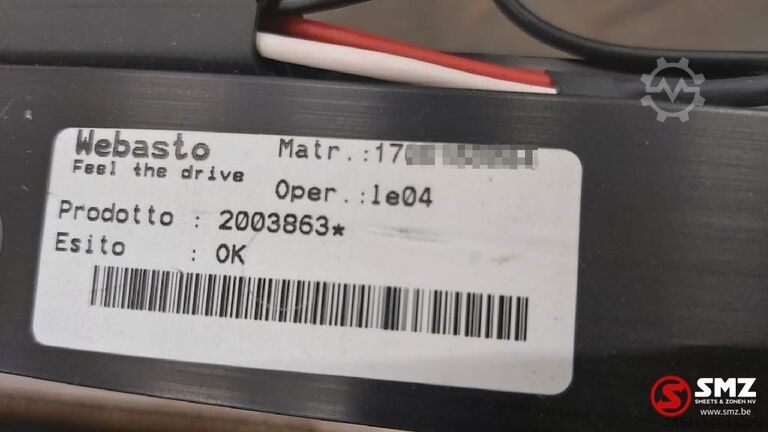 Webasto
Feel the drive
Matr.:17
Oper.:le04
Prodotto : 2003863*
Esito : OK
SMZ
SHEETS & ZONEN NV
www.smz.be